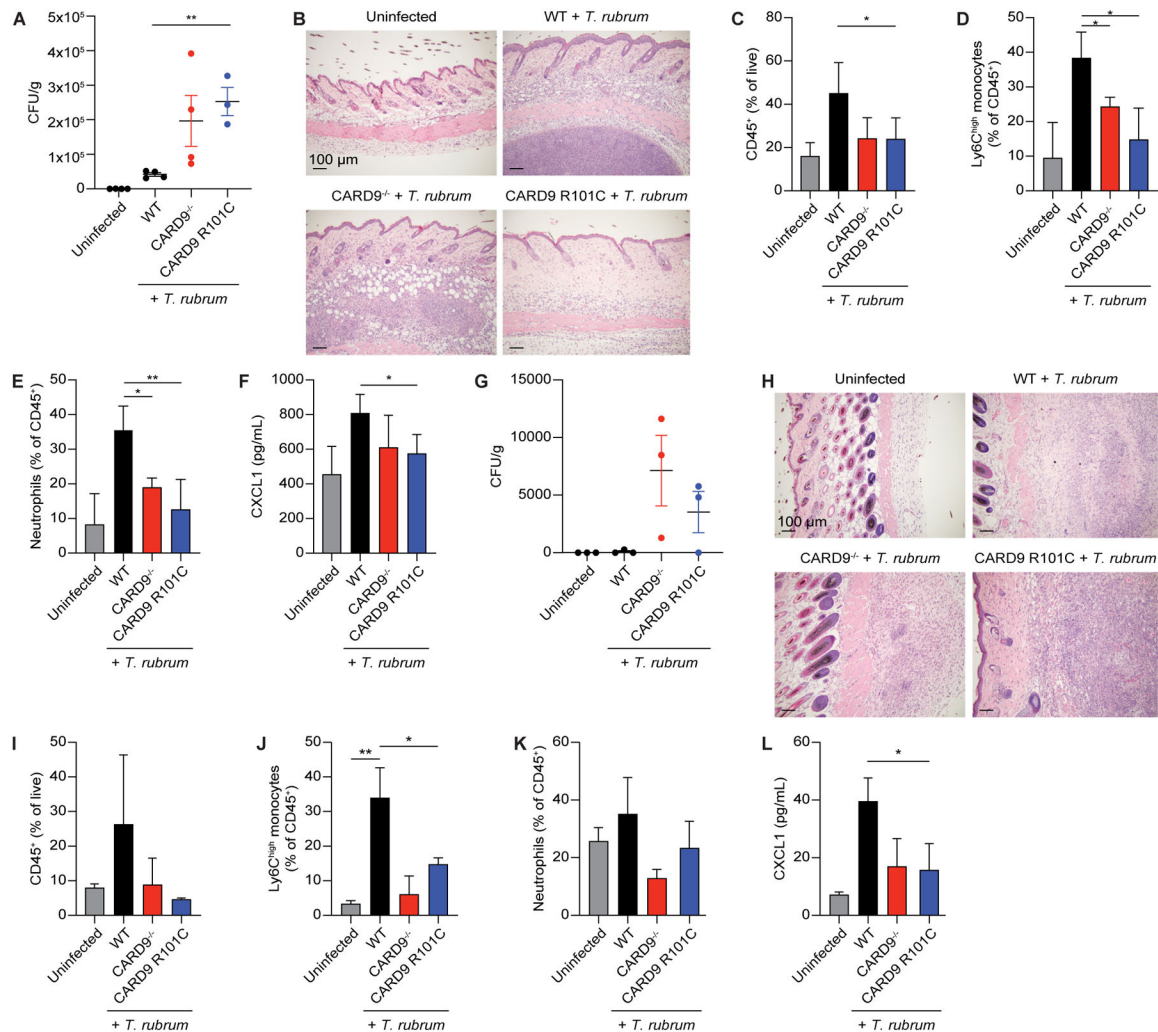 A
**
4x10⁵
3x10⁵
2x10⁵
1x10⁵
0
CFU/g
Uninfected
WT
CARD9⁻/⁻
CARD9 R101C
+ T. rubrum
B
Uninfected
WT + T. rubrum
100 µm
CARD9⁻/⁻ + T. rubrum
CARD9 R101C + T. rubrum
C
*
60
40
20
0
CD45⁺ (% of live)
Uninfected
WT
CARD9⁻/⁻
CARD9 R101C
+ T. rubrum
D
*
*
50
40
30
20
10
0
Ly6Cʰⁱᵍʰ monocytes
(% of CD45⁺)
Uninfected
WT
CARD9⁻/⁻
CARD9 R101C
+ T. rubrum
E
**
*
50
40
30
20
10
0
Neutrophils (% of CD45⁺)
Uninfected
WT
CARD9⁻/⁻
CARD9 R101C
+ T. rubrum
F
*
1000
800
600
400
200
0
CXCL1 (pg/mL)
Uninfected
WT
CARD9⁻/⁻
CARD9 R101C
+ T. rubrum
G
15000
10000
5000
0
CFU/g
Uninfected
WT
CARD9⁻/⁻
CARD9 R101C
+ T. rubrum
H
Uninfected
WT + T. rubrum
100 µm
CARD9⁻/⁻ + T. rubrum
CARD9 R101C + T. rubrum
I
50
40
30
20
10
0
CD45⁺ (% of live)
Uninfected
WT
CARD9⁻/⁻
CARD9 R101C
+ T. rubrum
J
**
*
50
40
30
20
10
0
Ly6Cʰⁱᵍʰ monocytes
(% of CD45⁺)
Uninfected
WT
CARD9⁻/⁻
CARD9 R101C
+ T. rubrum
K
60
40
20
0
Neutrophils (% of CD45⁺)
Uninfected
WT
CARD9⁻/⁻
CARD9 R101C
+ T. rubrum
L
*
60
40
20
0
CXCL1 (pg/mL)
Uninfected
WT
CARD9⁻/⁻
CARD9 R101C
+ T. rubrum